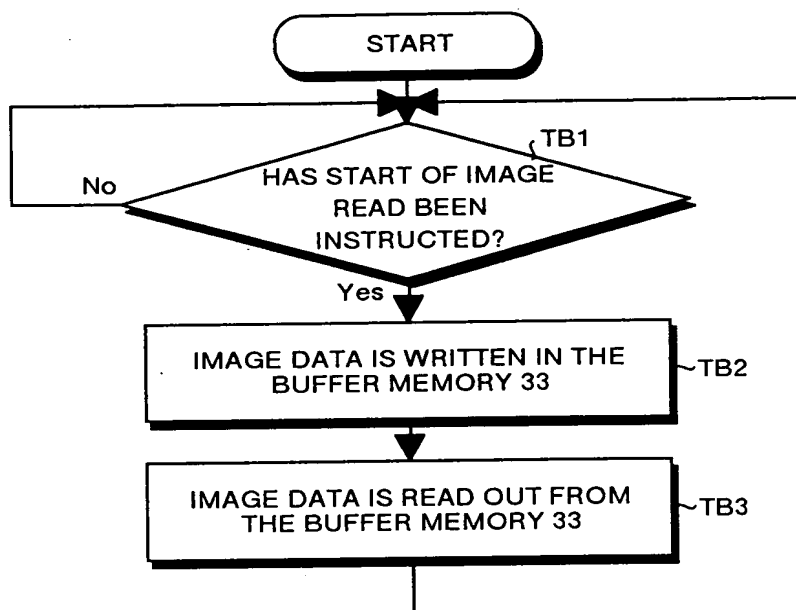 START
TB1
HAS START OF IMAGE
READ BEEN
INSTRUCTED?
No
Yes
IMAGE DATA IS WRITTEN IN THE
BUFFER MEMORY 33
TB2
IMAGE DATA IS READ OUT FROM
THE BUFFER MEMORY 33
TB3